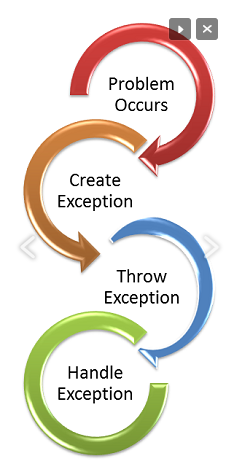 Problem
Occurs
Create
Exception
Throw
Exception
Handle
Exception